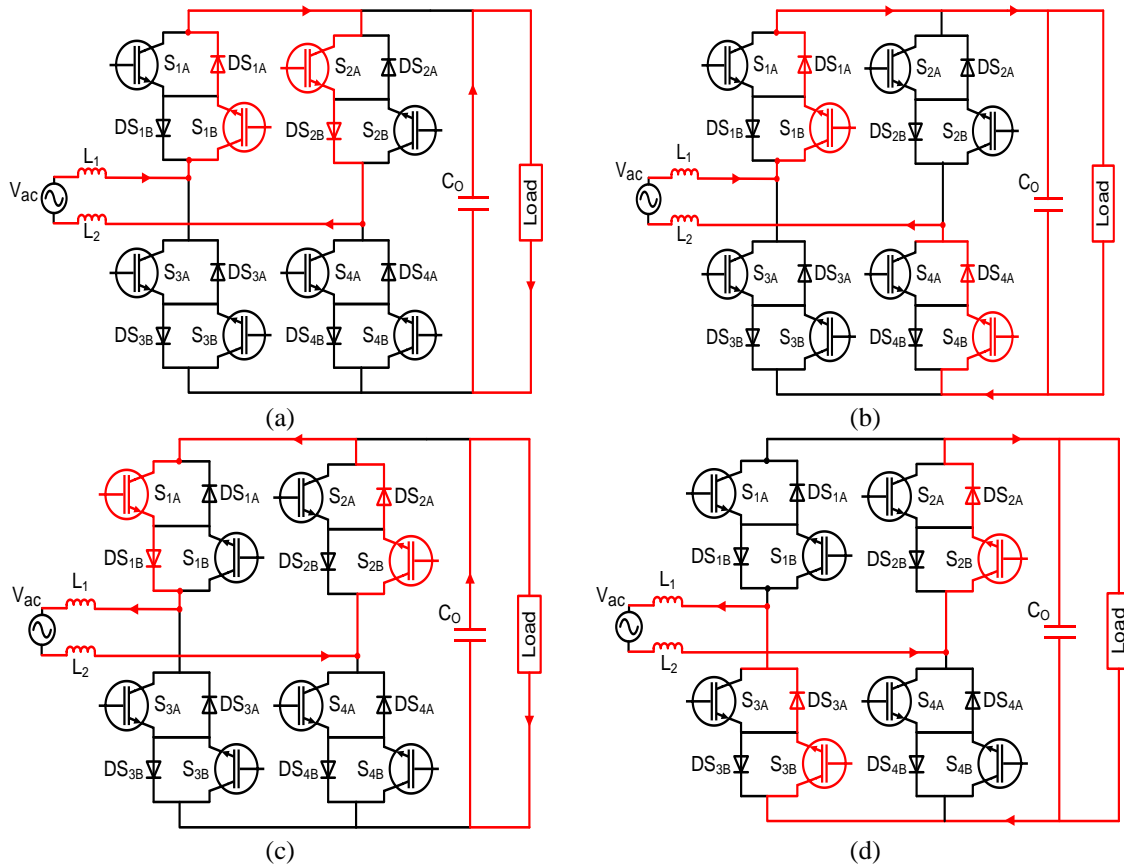 S1A DS1A S2A DS2A
DS1B S1B DS2B S2B
L1
Vac
L2
CO
Load
S3A DS3A S4A DS4A
DS3B S3B DS4B S4B
(a)
S1A DS1A S2A DS2A
DS1B S1B DS2B S2B
L1
Vac
L2
CO
Load
S3A DS3A S4A DS4A
DS3B S3B DS4B S4B
(b)
S1A DS1A S2A DS2A
DS1B S1B DS2B S2B
L1
Vac
L2
CO
Load
S3A DS3A S4A DS4A
DS3B S3B DS4B S4B
(c)
S1A DS1A S2A DS2A
DS1B S1B DS2B S2B
L1
Vac
L2
CO
Load
S3A DS3A S4A DS4A
DS3B S3B DS4B S4B
(d)